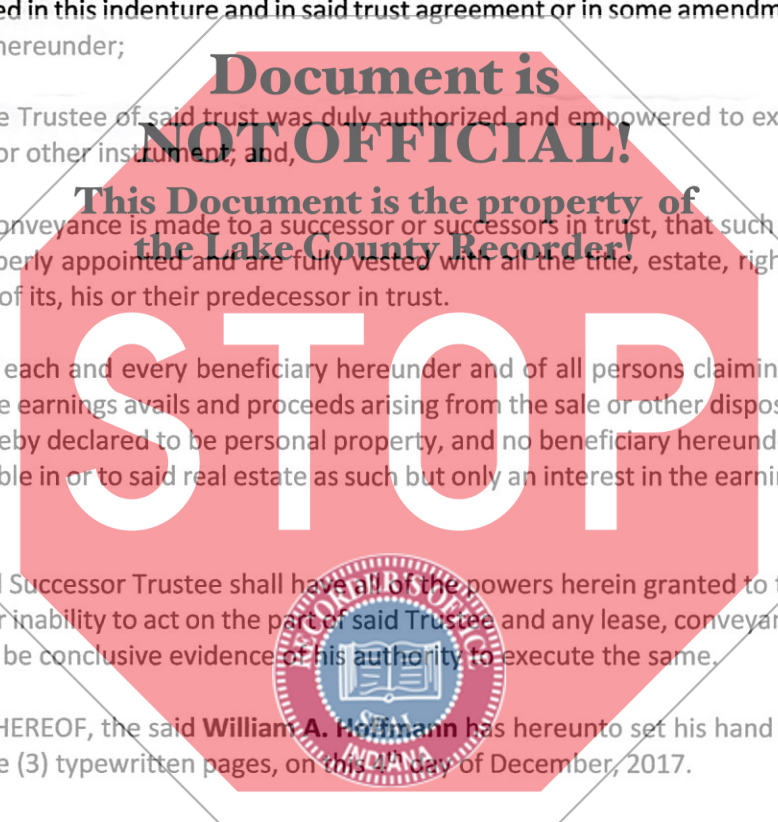 ed in this indenture and in said trust agreement or in some amendm
hereunder;
Document is
e Trustee of said trust was duly authorized and empowered to ex
NOT OFFICIAL!
or other instrument; and,
This Document is the property of
onveyance is made to a successor or successors in trust, that such
the Lake County Recorder!
perly appointed and are fully vested with all the title, estate, righ
of its, his or their predecessor in trust.
STOP
each and every beneficiary hereunder and of all persons claimin
e earnings avails and proceeds arising from the sale or other dispos
eby declared to be personal property, and no beneficiary hereund
ble in or to said real estate as such but only an interest in the earnin
d Successor Trustee shall have all of the powers herein granted to t
r inability to act on the part of said Trustee and any lease, conveyan
be conclusive evidence of his authority to execute the same.
RECORDER'S OFFICE
SEAL
INDIANA
HEREOF, the said William A. Hoffmann has hereunto set his hand
e (3) typewritten pages, on this 4th day of December, 2017.